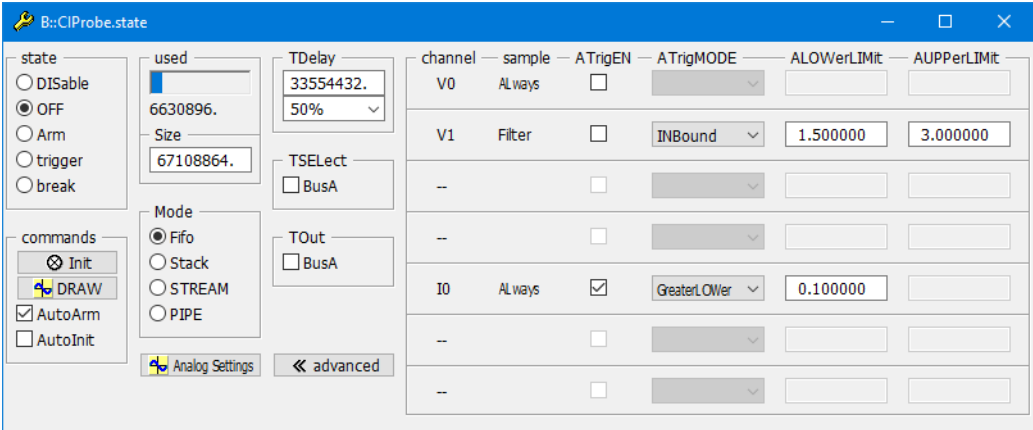 B::CIProbe.state
state
DISable
OFF
Arm
trigger
break
commands
Init
DRAW
AutoArm
AutoInit
used
6630896.
Size
67108864.
Mode
Fifo
Stack
STREAM
PIPE
Analog Settings
TDelay
33554432.
50%
TSELect
BusA
TOut
BusA
advanced
channel sample ATrigEN ATrigMODE ALOWerLIMit AUPPerLIMit
V0 ALways
V1 Filter INBound 1.500000 3.000000
--
--
I0 ALways GreaterLOWer 0.100000
--
--